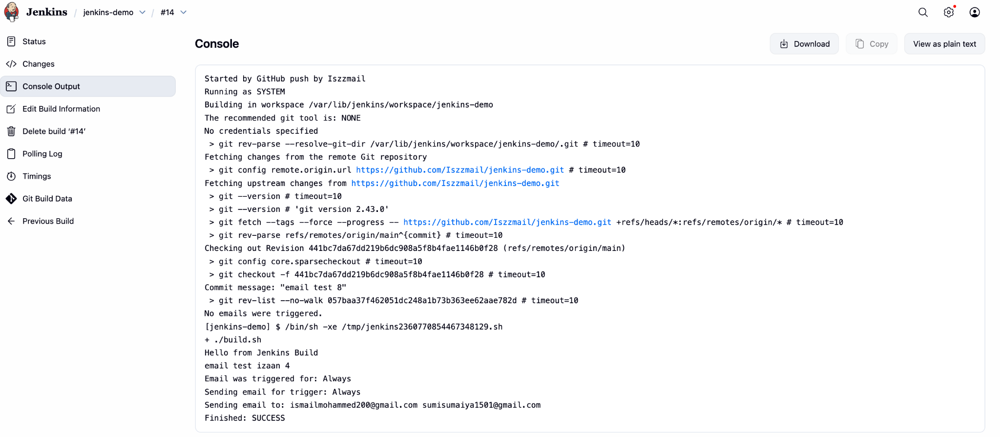 Jenkins / jenkins-demo / #14
Status
Changes
Console Output
Edit Build Information
Delete build ‘#14’
Polling Log
Timings
Git Build Data
Previous Build
Console
Download
Copy
View as plain text
Started by GitHub push by Iszzmail
Running as SYSTEM
Building in workspace /var/lib/jenkins/workspace/jenkins-demo
The recommended git tool is: NONE
No credentials specified
 > git rev-parse --resolve-git-dir /var/lib/jenkins/workspace/jenkins-demo/.git # timeout=10
Fetching changes from the remote Git repository
 > git config remote.origin.url https://github.com/Iszzmail/jenkins-demo.git # timeout=10
Fetching upstream changes from https://github.com/Iszzmail/jenkins-demo.git
 > git --version # timeout=10
 > git --version # 'git version 2.43.0'
 > git fetch --tags --force --progress -- https://github.com/Iszzmail/jenkins-demo.git +refs/heads/*:refs/remotes/origin/* # timeout=10
 > git rev-parse refs/remotes/origin/main^{commit} # timeout=10
Checking out Revision 441bc7da67dd219b6dc908a5f8b4fae1146b0f28 (refs/remotes/origin/main)
 > git config core.sparsecheckout # timeout=10
 > git checkout -f 441bc7da67dd219b6dc908a5f8b4fae1146b0f28 # timeout=10
Commit message: "email test 8"
 > git rev-list --no-walk 057baa37f462051dc248a1b73b363ee62aae782d # timeout=10
No emails were triggered.
[jenkins-demo] $ /bin/sh -xe /tmp/jenkins2360770854467348129.sh
+ ./build.sh
Hello from Jenkins Build
email test izaan 4
Email was triggered for: Always
Sending email for trigger: Always
Sending email to: ismailmohammed200@gmail.com sumisumaiya1501@gmail.com
Finished: SUCCESS